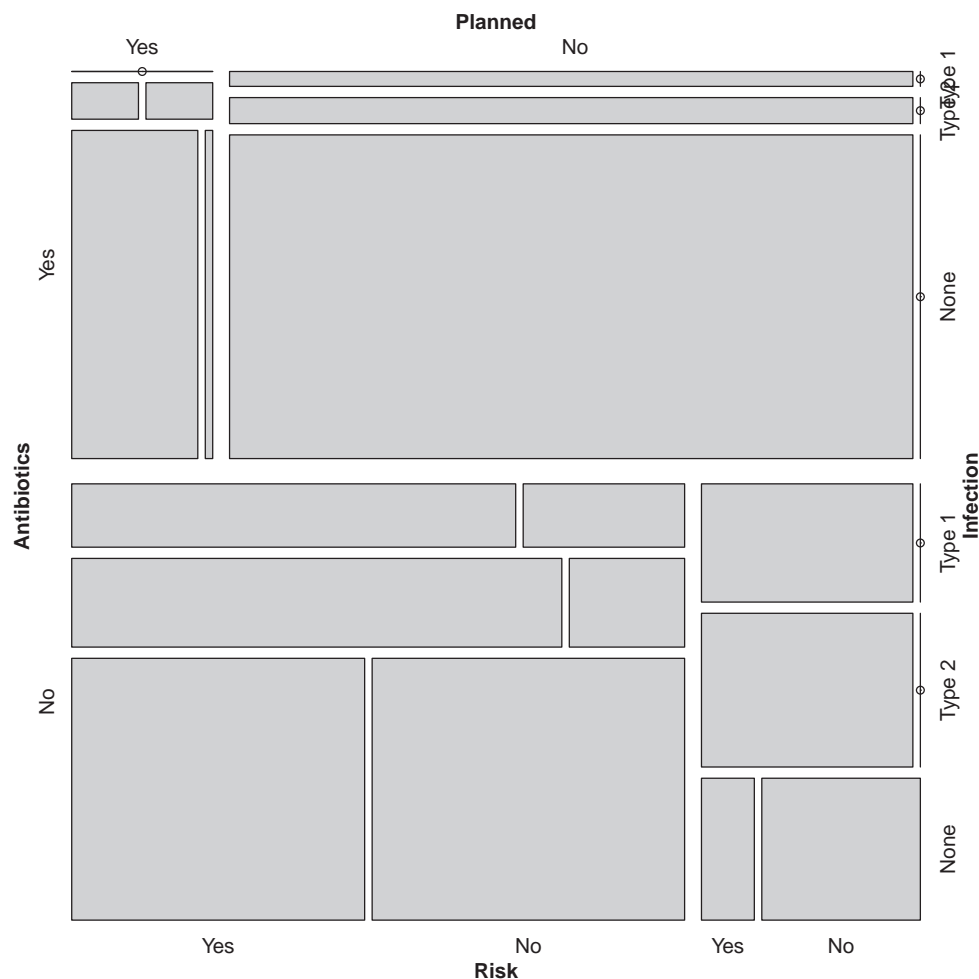 Planned
Yes
No
Type 1
Type 2
None
Yes
Antibiotics
No
Infection
Type 1
Type 2
None
Yes
No
Yes
No
Risk